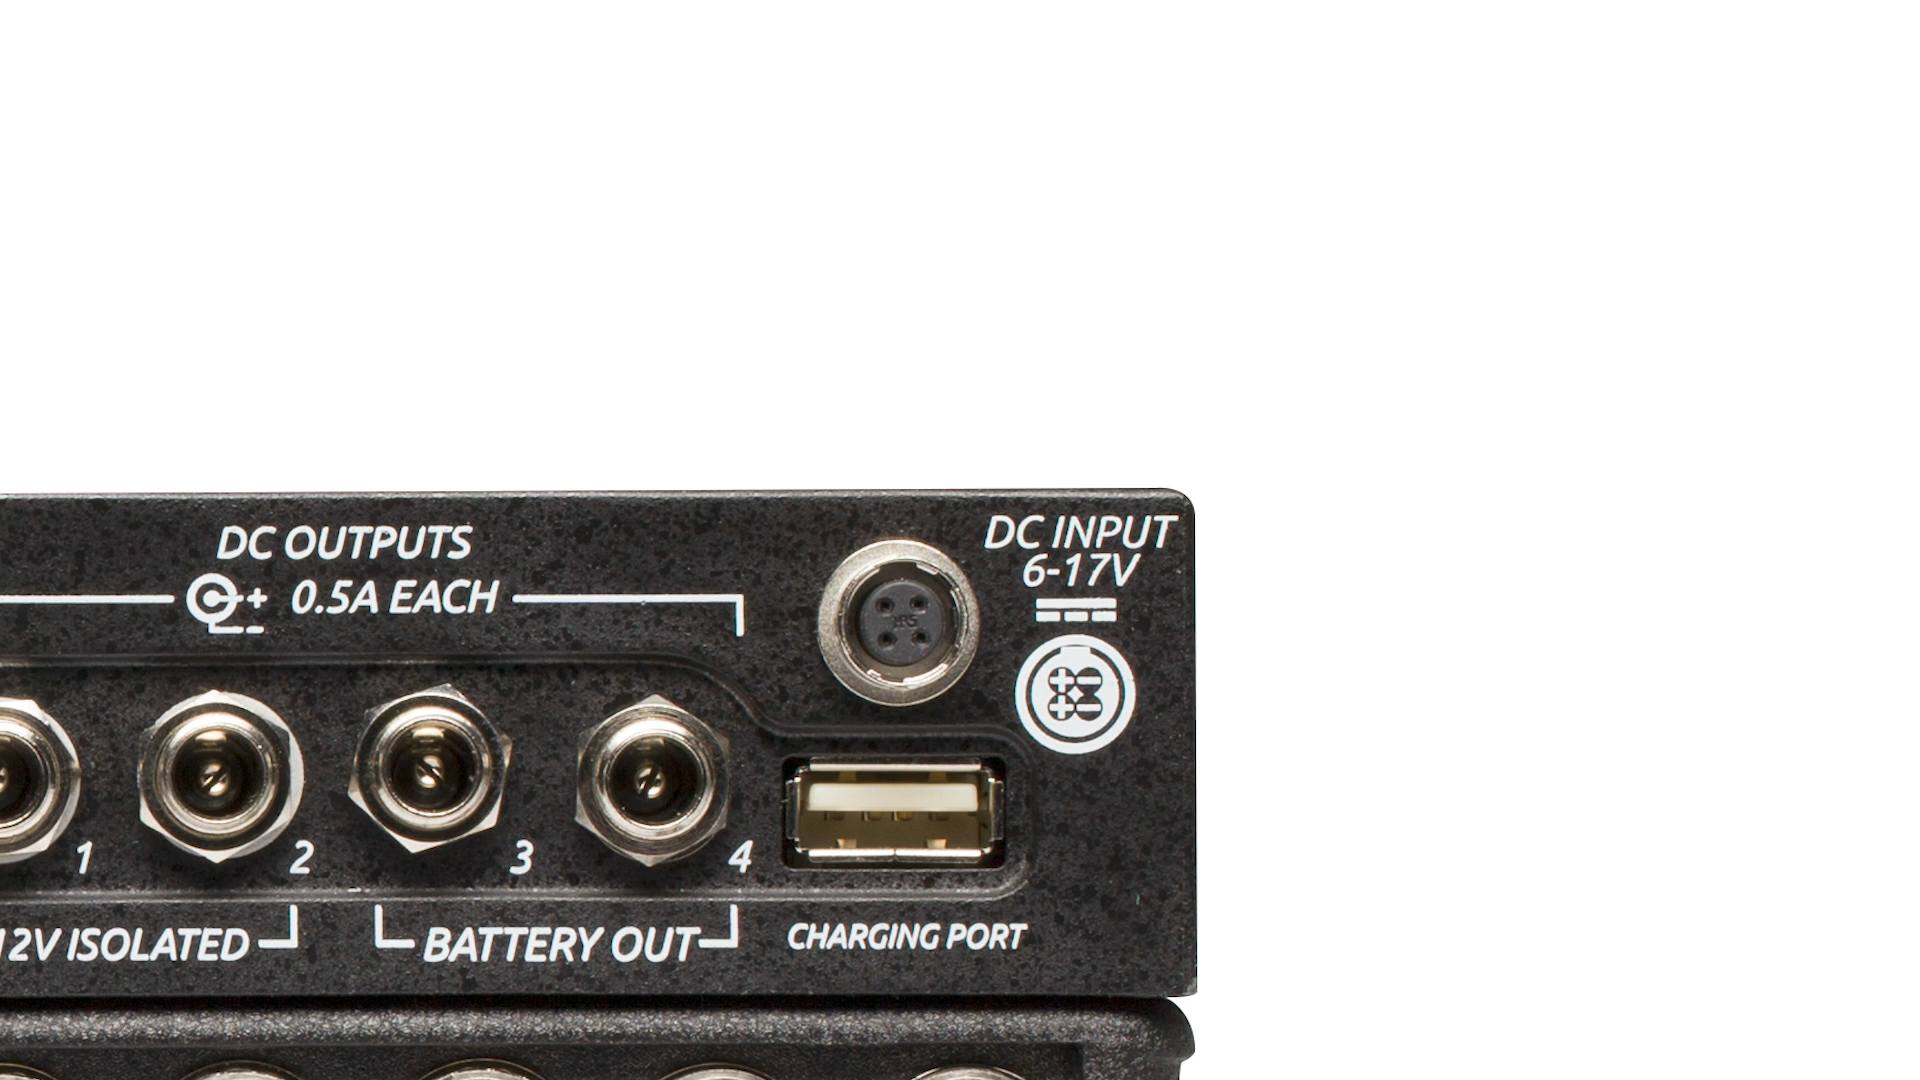 DC OUTPUTS
0.5A EACH
DC INPUT
6-17V
1
2
3
4
12V ISOLATED
BATTERY OUT
CHARGING PORT